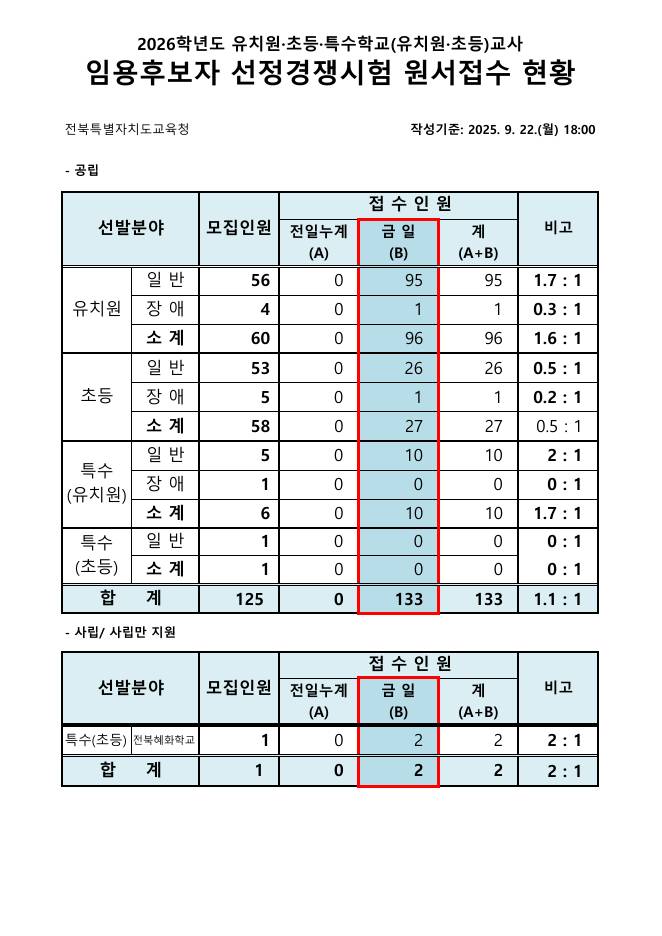 2026학년도 유치원·초등·특수학교(유치원·초등)교사
임용후보자 선정경쟁시험 원서접수 현황
전북특별자치도교육청 작성기준: 2025. 9. 22.(월) 18:00
- 공립
선발분야 모집인원 접 수 인 원 비고
전일누계 (A) 금 일 (B) 계 (A+B)
유치원 일 반 56 0 95 95 1.7 : 1
장 애 4 0 1 1 0.3 : 1
소 계 60 0 96 96 1.6 : 1
초등 일 반 53 0 26 26 0.5 : 1
장 애 5 0 1 1 0.2 : 1
소 계 58 0 27 27 0.5 : 1
특수 (유치원) 일 반 5 0 10 10 2 : 1
장 애 1 0 0 0 0 : 1
소 계 6 0 10 10 1.7 : 1
특수 (초등) 일 반 1 0 0 0 0 : 1
소 계 1 0 0 0 0 : 1
합 계 125 0 133 133 1.1 : 1
- 사립/ 사립만 지원
선발분야 모집인원 접 수 인 원 비고
전일누계 (A) 금 일 (B) 계 (A+B)
특수(초등) 전북혜화학교 1 0 2 2 2 : 1
합 계 1 0 2 2 2 : 1